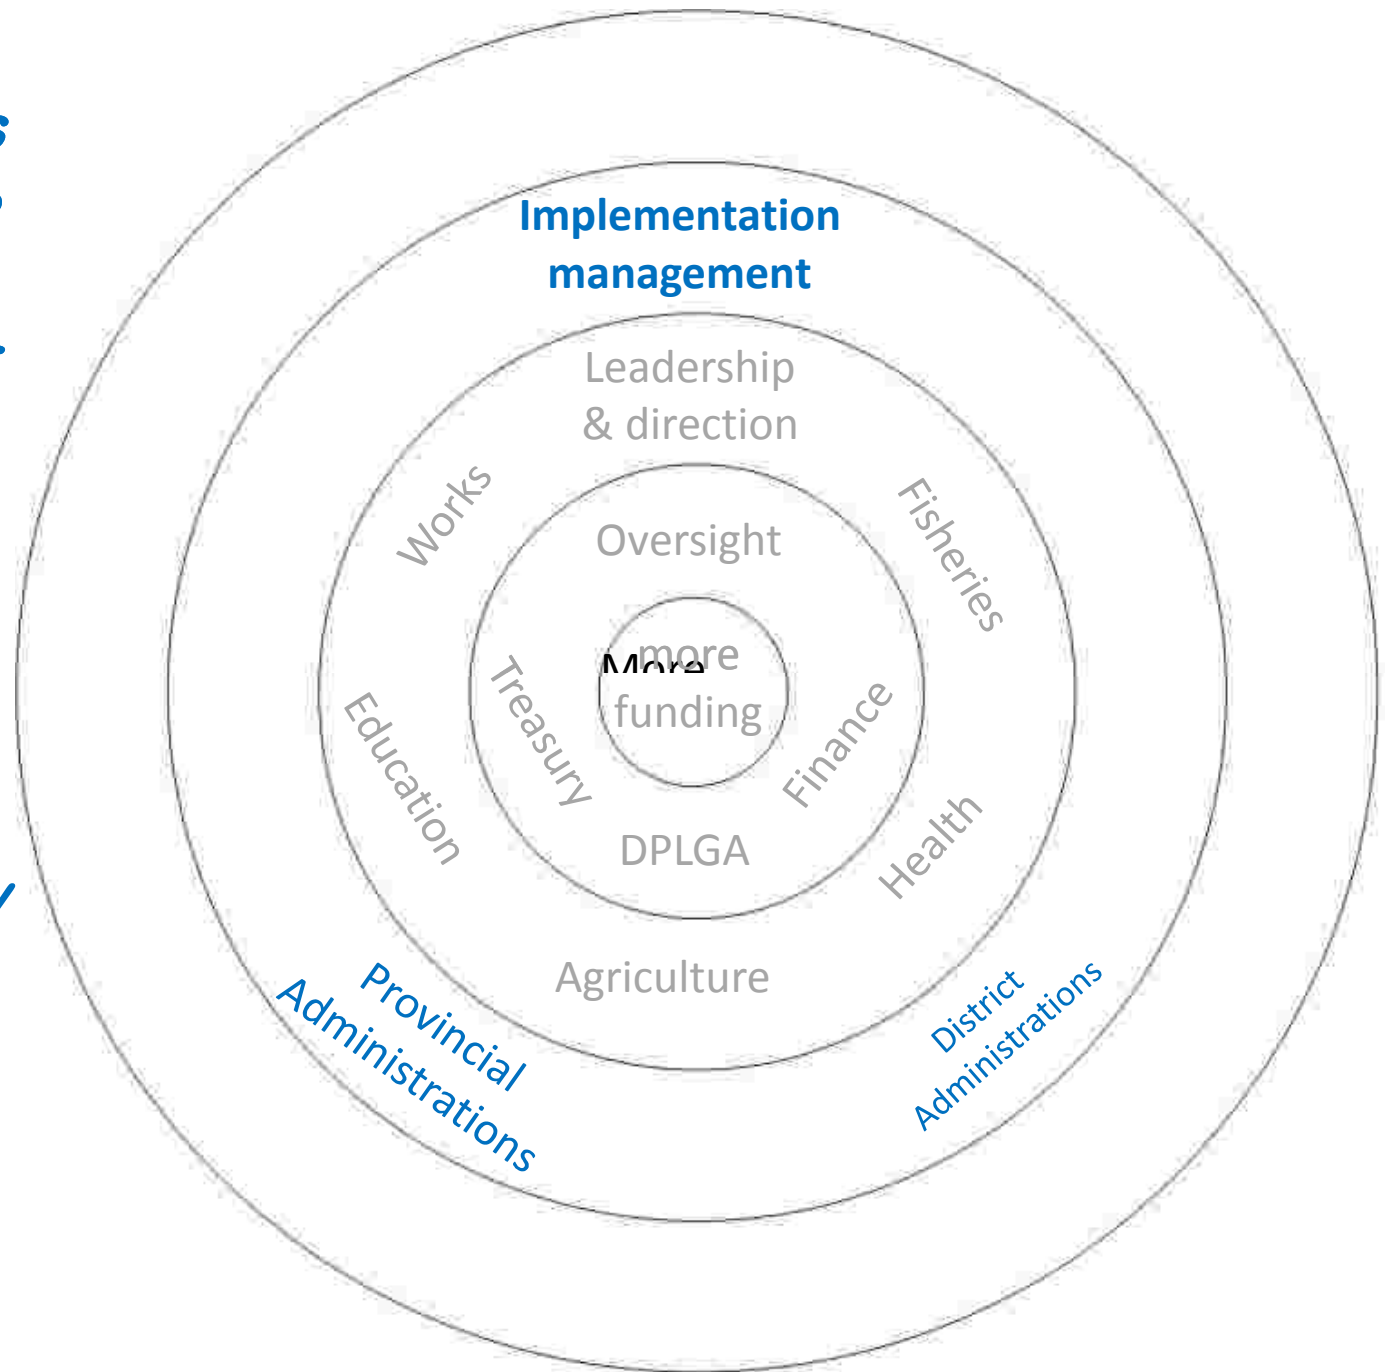 Implementation
management
Leadership
& direction
Works
Fisheries
Oversight
more
More
funding
Treasury
Finance
Education
Health
DPLGA
Agriculture
Provincial
Administrations
District
Administrations